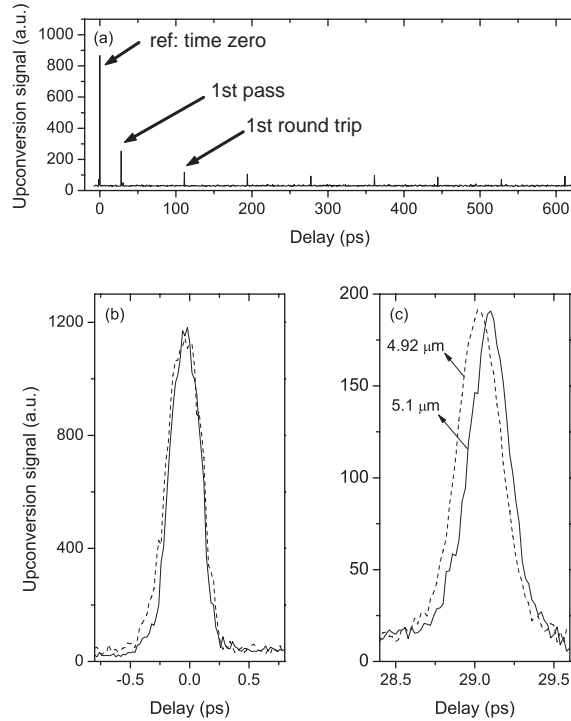 (a)
ref: time zero
1st pass
1st round trip
Upconversion signal (a.u.)
1000
800
600
400
200
0
0 100 200 300 400 500 600
Delay (ps)
(b)
Upconversion signal (a.u.)
1200
800
400
0
-0.5 0.0 0.5
Delay (ps)
(c)
200
150
100
50
0
4.92 μm
5.1 μm
28.5 29.0 29.5
Delay (ps)